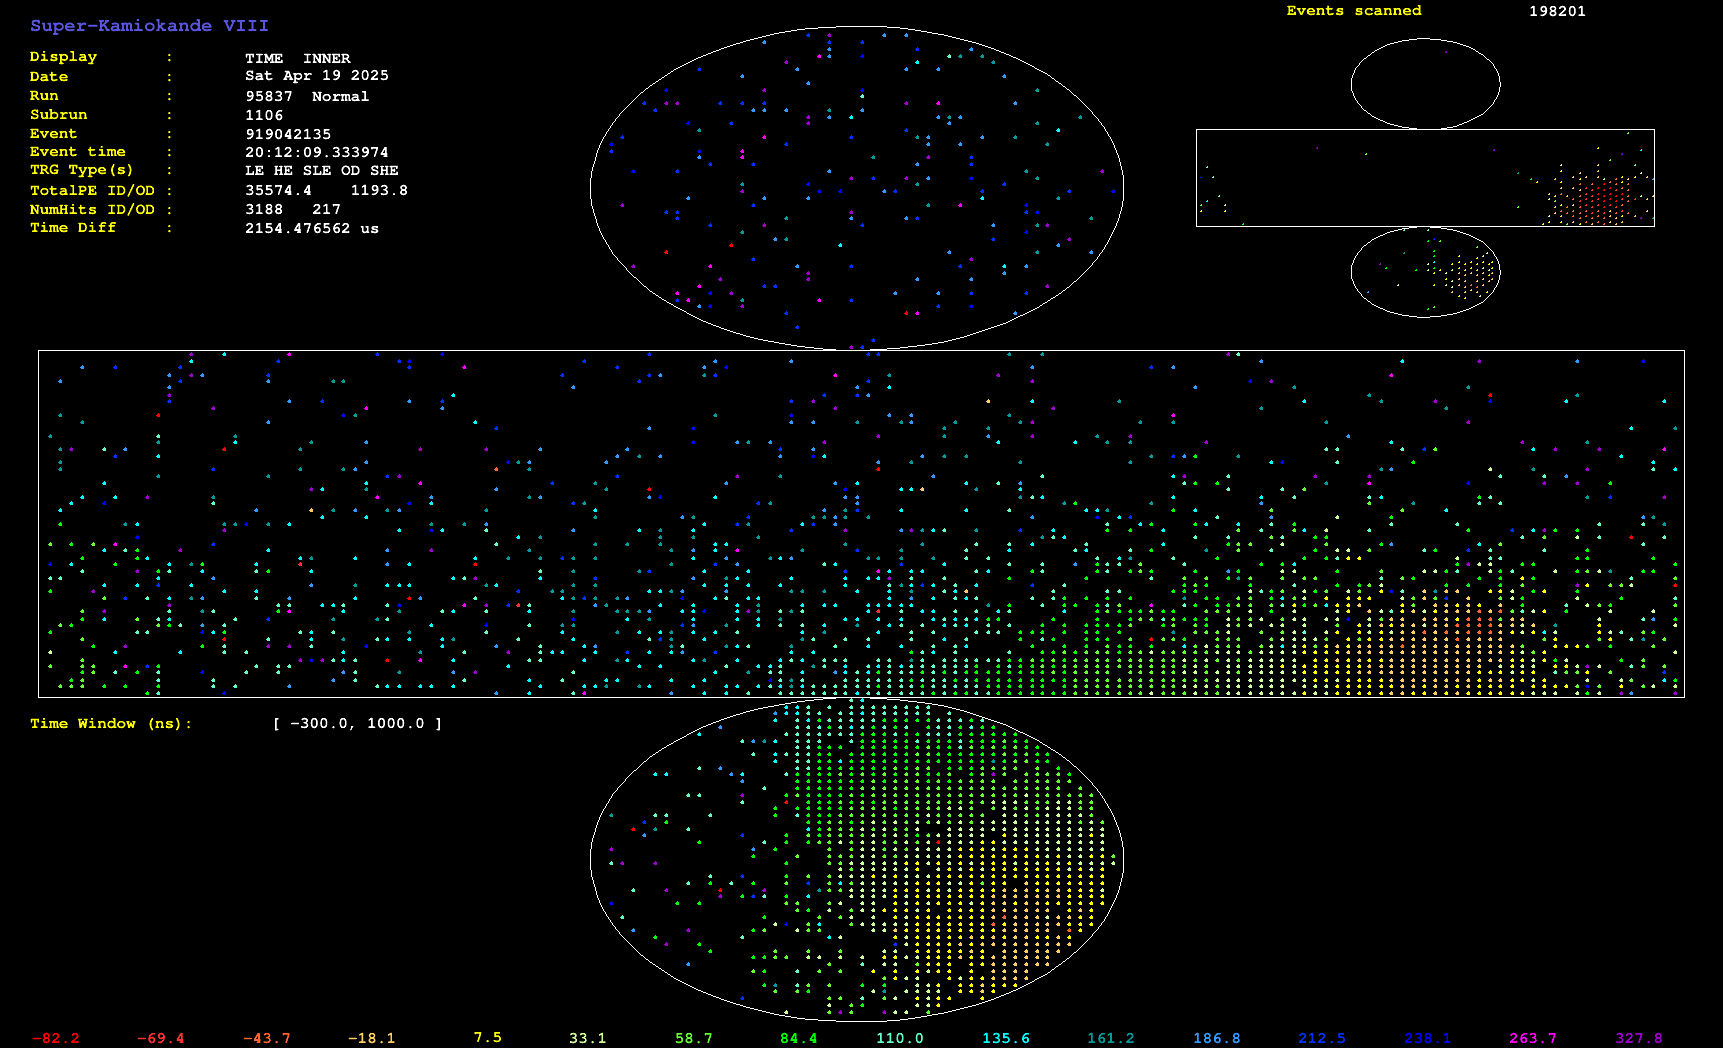 Super-Kamiokande VIII
Events scanned 198201
Display : TIME INNER
Date : Sat Apr 19 2025
Run : 95837 Normal
Subrun : 1106
Event : 919042135
Event time : 20:12:09.333974
TRG Type(s) : LE HE SLE OD SHE
TotalPE ID/OD : 35574.4 1193.8
NumHits ID/OD : 3188 217
Time Diff : 2154.476562 us
Time Window (ns): [ -300.0, 1000.0 ]
-82.2 -69.4 -43.7 -18.1 7.5 33.1 58.7 84.4 110.0 135.6 161.2 186.8 212.5 238.1 263.7 327.8